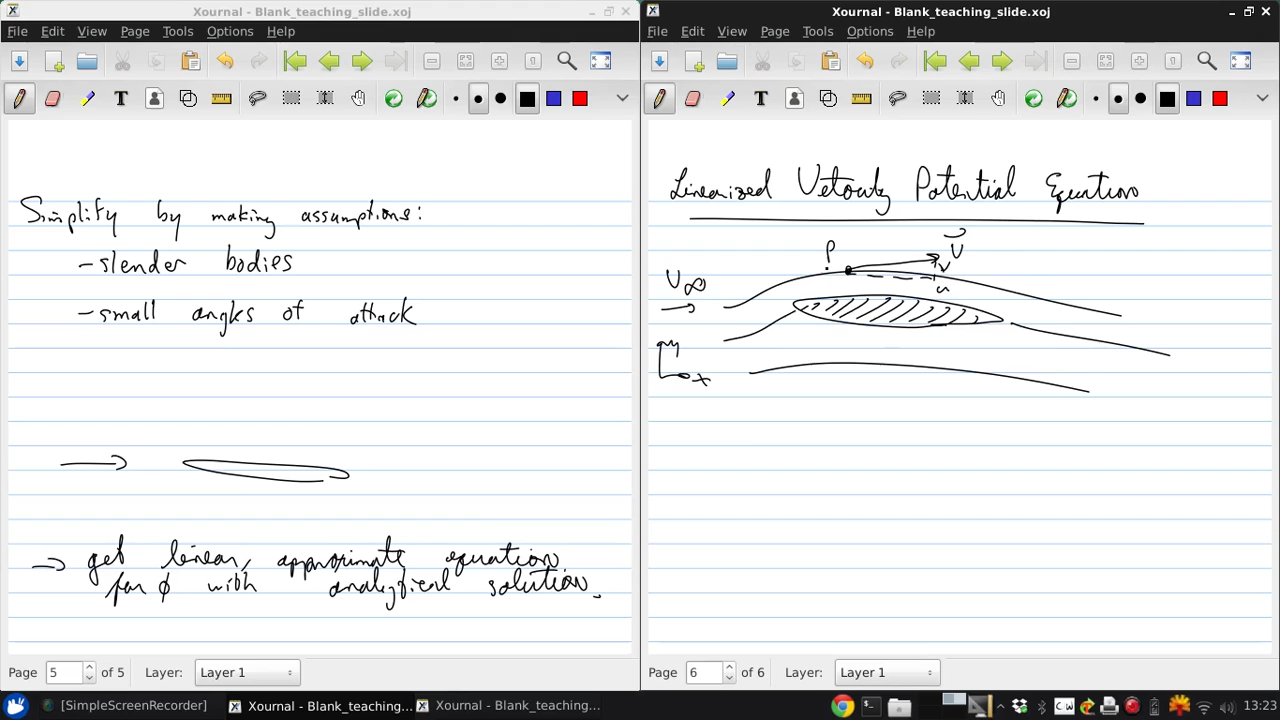 Xournal - Blank_teaching_slide.xoj
File Edit View Page Tools Options Help
Simplify by making assumptions:
- slender bodies
- small angles of attack
⇒ get linear, approximate equation
for ϕ with analytical solution.
Page 5 of 5 Layer: Layer 1
Xournal - Blank_teaching_slide.xoj
File Edit View Page Tools Options Help
Linearized Velocity Potential Equation
P
V
v
u
U∞
y
x
Page 6 of 6 Layer: Layer 1
[SimpleScreenRecorder] Xournal - Blank_teaching_slide.... Xournal - Blank_teaching_slide.... 13:23